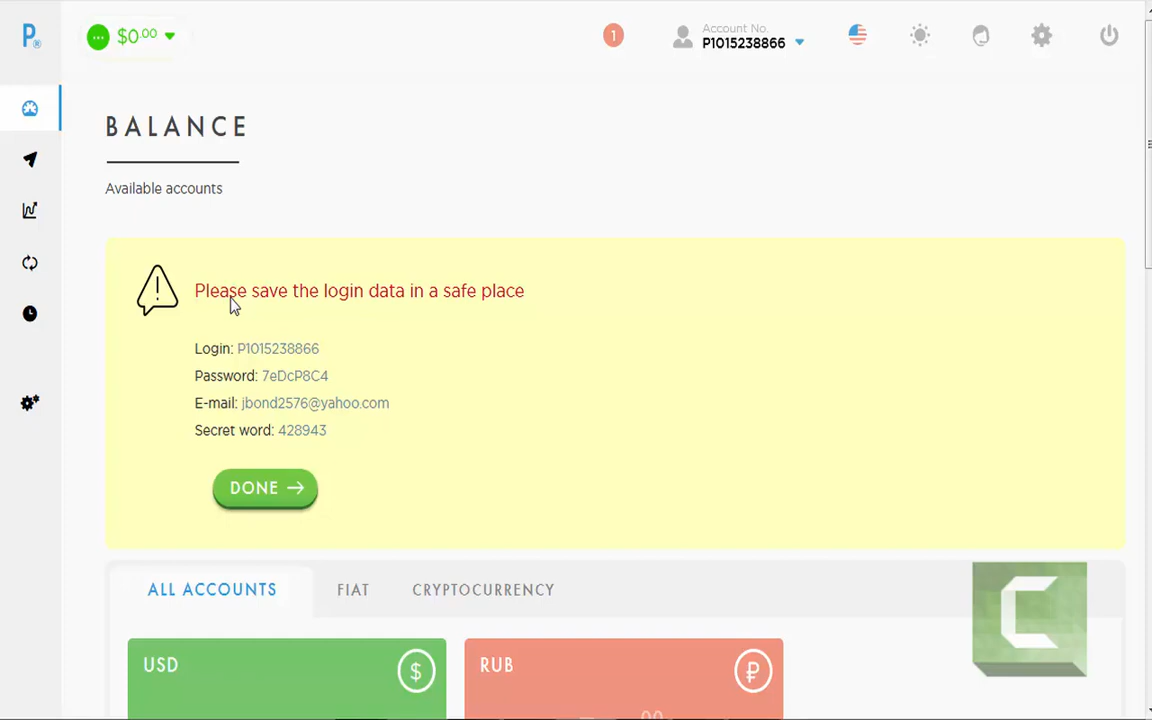 P®
$0.00
1
Account No.
P1015238866
BALANCE
Available accounts
Please save the login data in a safe place
Login: P1015238866
Password: 7eDcP8C4
E-mail: jbond2576@yahoo.com
Secret word: 428943
DONE →
ALL ACCOUNTS FIAT CRYPTOCURRENCY
USD $ RUB ₽
C